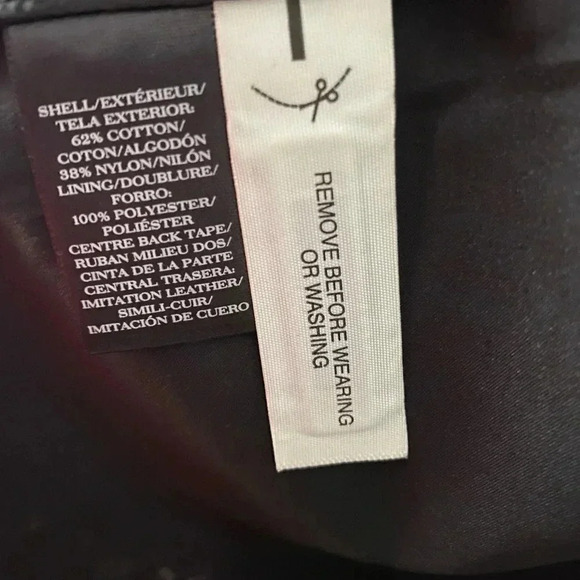 SHELL/EXTÉRIEUR/
TELA EXTERIOR:
62% COTTON/
COTON/ALGODÓN
38% NYLON/NILÓN
LINING/DOUBLURE/
FORRO:
100% POLYESTER/
POLIÉSTER
CENTRE BACK TAPE/
RUBAN MILIEU DOS/
CINTA DE LA PARTE
CENTRAL TRASERA:
IMITATION LEATHER/
SIMILI-CUIR/
IMITACIÓN DE CUERO
REMOVE BEFORE WEARING
OR WASHING